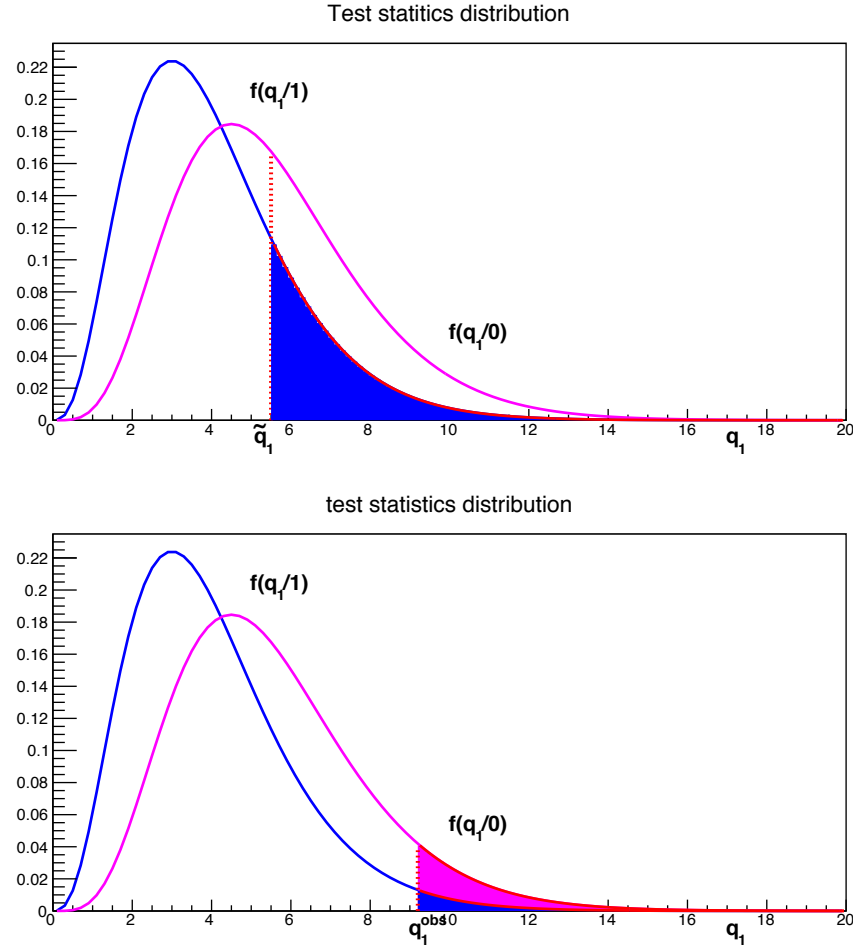 Test statitics distribution
0.22
0.2
0.18
0.16
0.14
0.12
0.1
0.08
0.06
0.04
0.02
0
f(q₁/1)
f(q₁/0)
0 2 4 6 8 10 12 14 16 18 20
q̃₁ q₁
test statistics distribution
0.22
0.2
0.18
0.16
0.14
0.12
0.1
0.08
0.06
0.04
0.02
0
f(q₁/1)
f(q₁/0)
0 2 4 6 8 10 12 14 16 18 20
q₁ᵒᵇˢ q₁